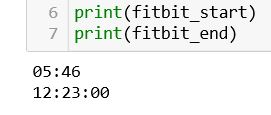 6 print(fitbit_start)
7 print(fitbit_end)
05:46
12:23:00